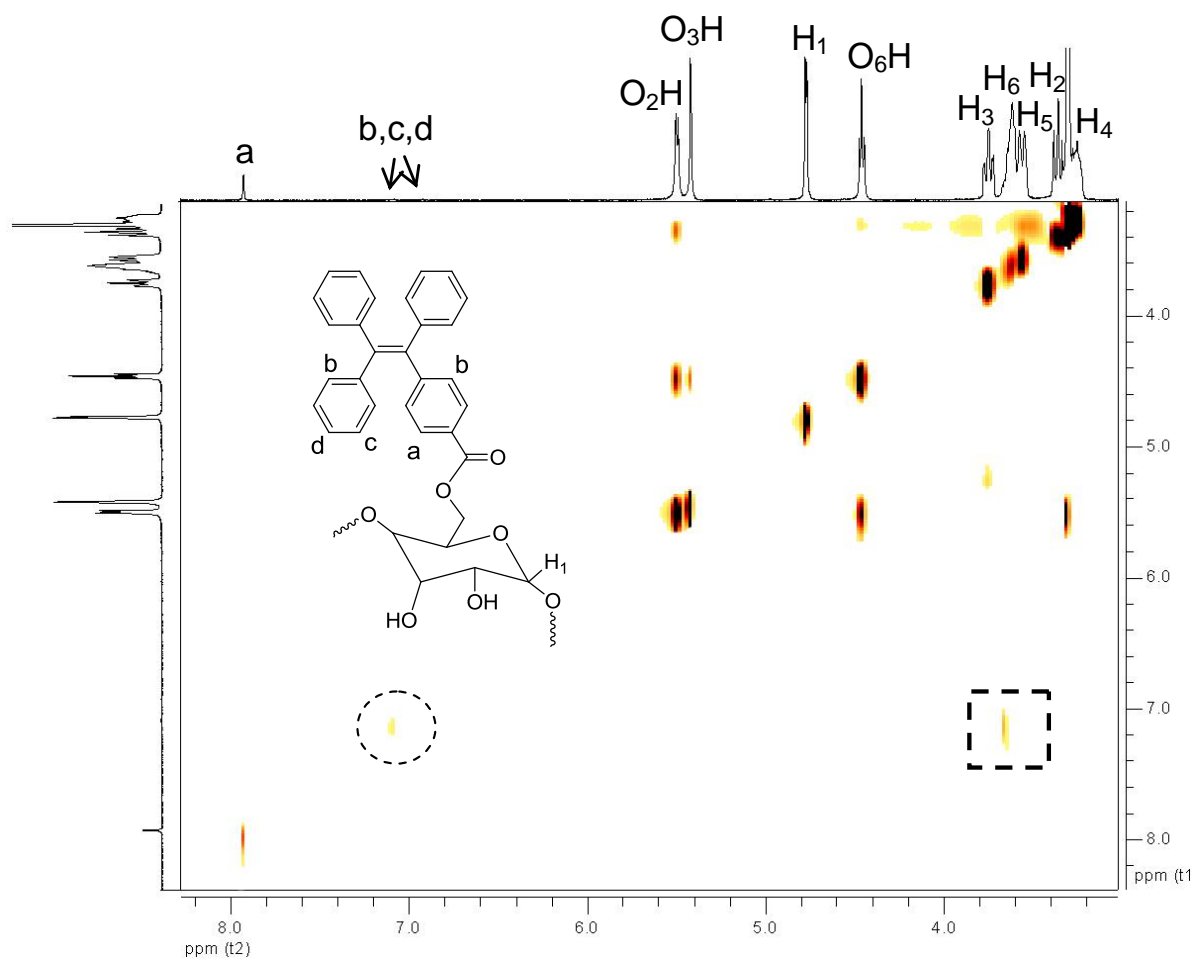 O₃H
H₁
O₆H
O₂H
H₆
H₂
H₃
H₅
H₄
b,c,d
a
4.0
5.0
6.0
7.0
8.0
ppm (t1
b
b
d
c
a
O
O
O
O
H₁
O
HO
OH
8.0
7.0
6.0
5.0
4.0
ppm (t2)